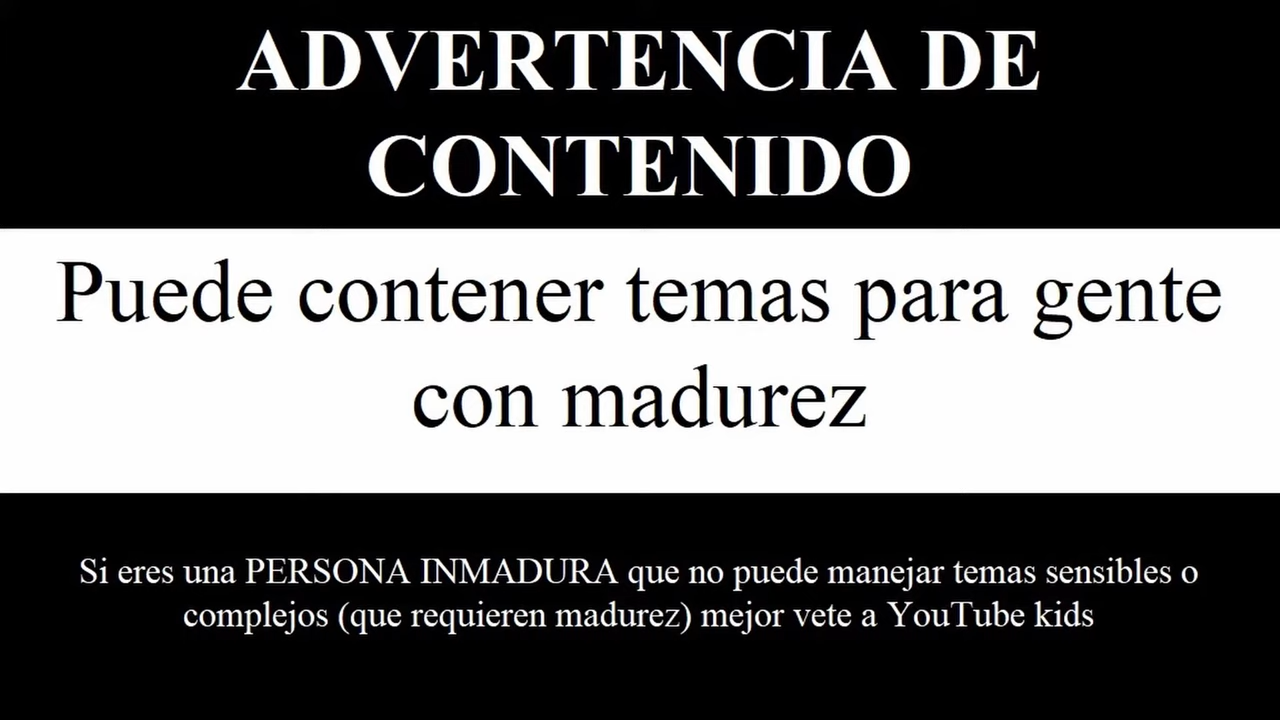 ADVERTENCIA DE
CONTENIDO
Puede contener temas para gente
con madurez
Si eres una PERSONA INMADURA que no puede manejar temas sensibles o
complejos (que requieren madurez) mejor vete a YouTube kids